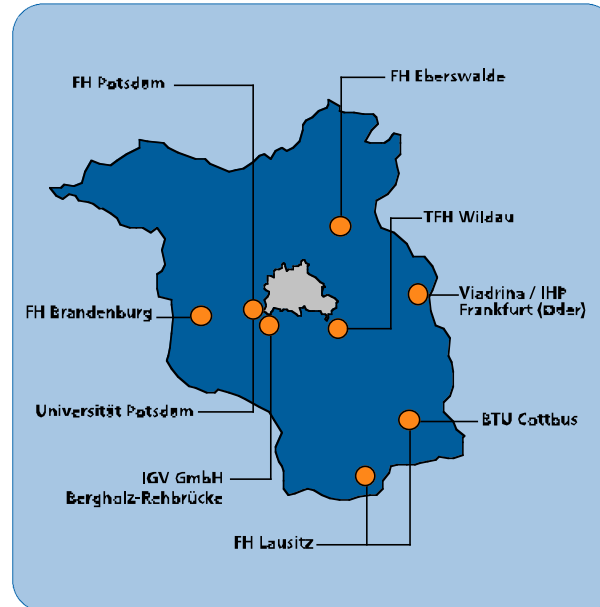 FH Potsdam
FH Eberswalde
TFH Wildau
Viadrina / IHP
Frankfurt (Oder)
FH Brandenburg
Universität Potsdam
BTU Cottbus
IGV GmbH
Bergholz-Rehbrücke
FH Lausitz